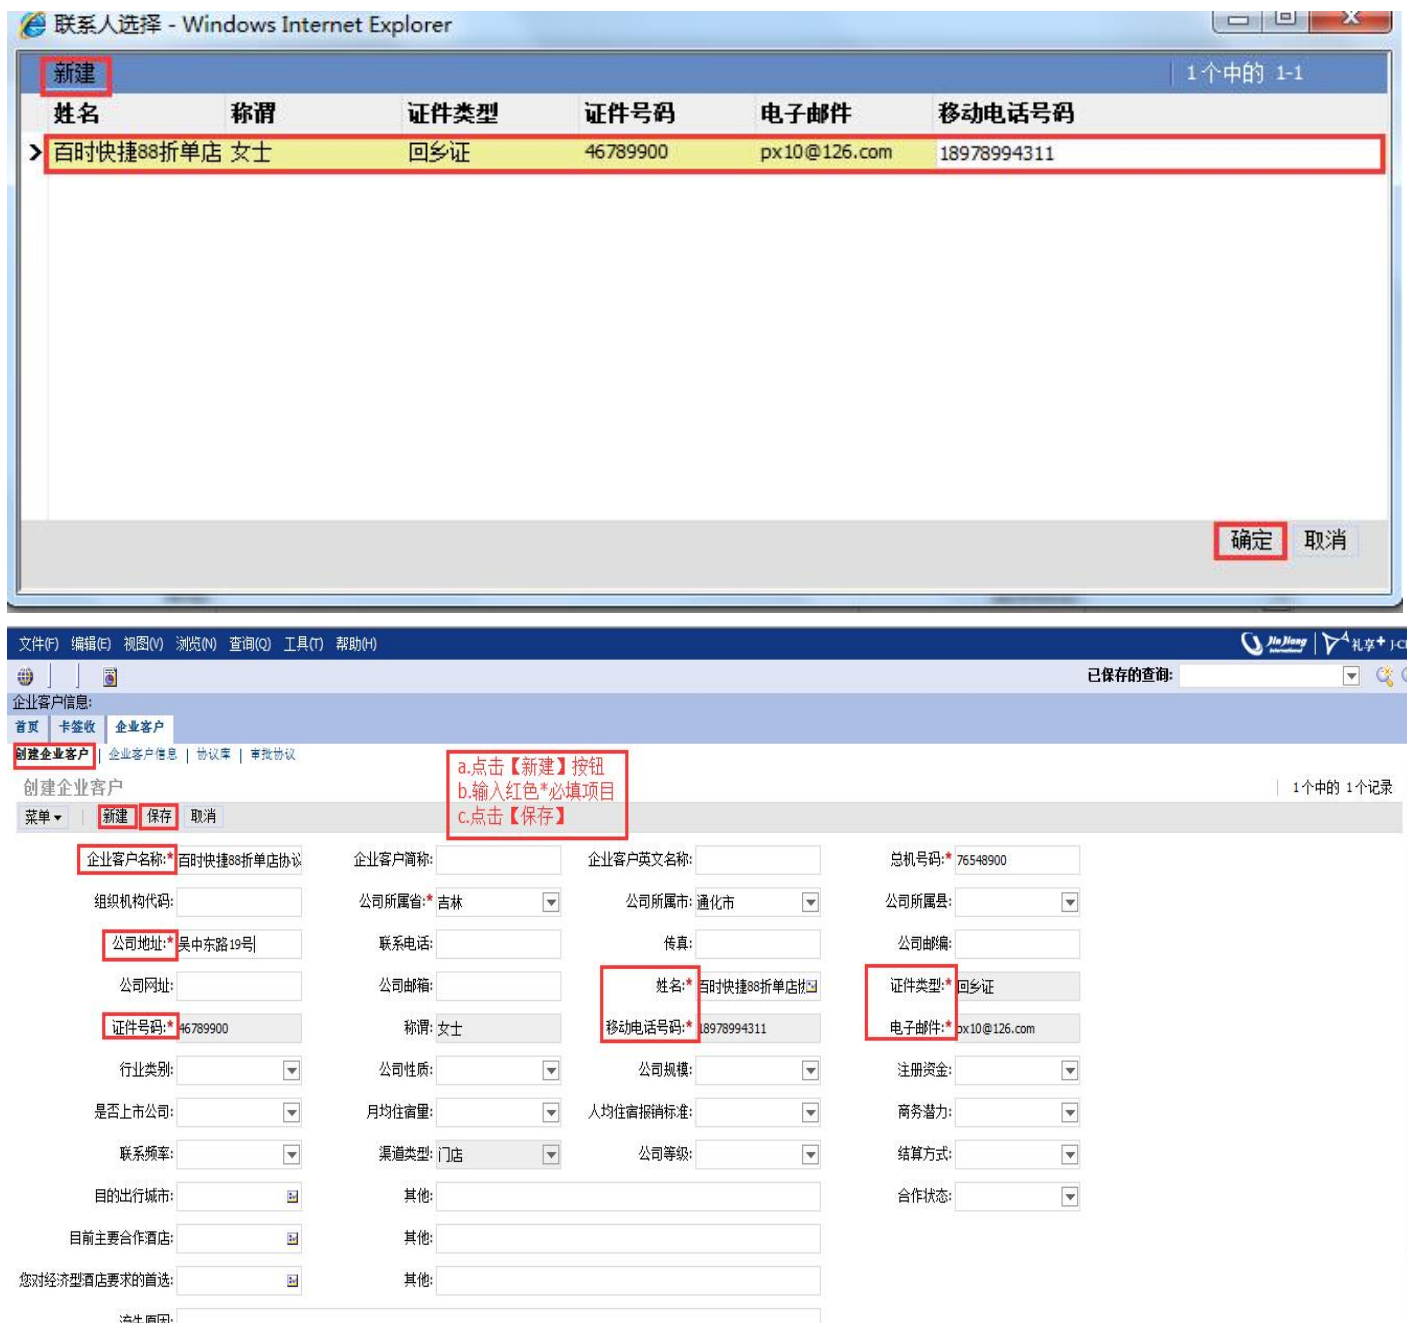 联系人选择 - Windows Internet Explorer
新建 1个中的 1-1
姓名 称谓 证件类型 证件号码 电子邮件 移动电话号码
百时快捷88折单店 女士 回乡证 46789900 px10@126.com 18978994311
确定 取消
文件(F) 编辑(E) 视图(V) 浏览(N) 查询(Q) 工具(T) 帮助(H) JinJiang 礼享+ J-Cl
已保存的查询:
企业客户信息:
首页 卡签收 企业客户
创建企业客户 | 企业客户信息 | 协议库 | 审批协议
a.点击【新建】按钮
b.输入红色*必填项目
c.点击【保存】
创建企业客户 1个中的 1个记录
菜单 新建 保存 取消
企业客户名称:* 百时快捷88折单店协议 企业客户简称: 企业客户英文名称: 总机号码:* 76548900
组织机构代码: 公司所属省:* 吉林 公司所属市: 通化市 公司所属县:
公司地址:* 吴中东路19号 联系电话: 传真: 公司邮编:
公司网址: 公司邮箱: 姓名:* 百时快捷88折单店协 证件类型:* 回乡证
证件号码:* 46789900 称谓: 女士 移动电话号码:* 18978994311 电子邮件:* px10@126.com
行业类别: 公司性质: 公司规模: 注册资金:
是否上市公司: 月均住宿量: 人均住宿报销标准: 商务潜力:
联系频率: 渠道类型: 门店 公司等级: 结算方式:
目的出行城市: 其他: 合作状态:
目前主要合作酒店: 其他:
您对经济型酒店要求的首选: 其他:
流失原因: